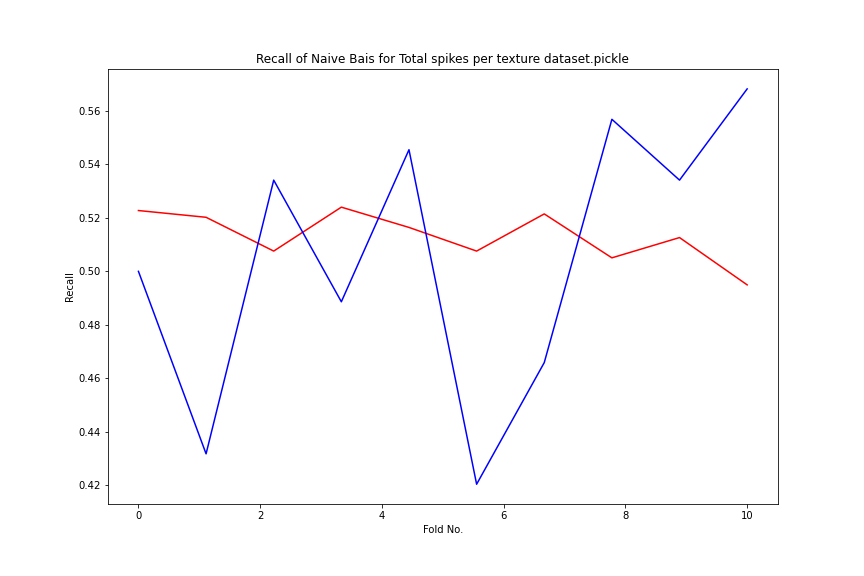 Recall of Naive Bais for Total spikes per texture dataset.pickle
0.56
0.54
0.52
0.50
0.48
0.46
0.44
0.42
Recall
0 2 4 6 8 10
Fold No.